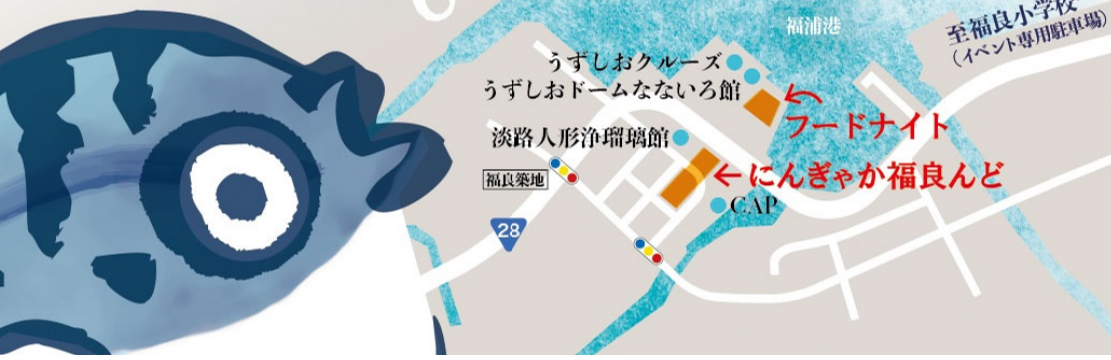 福浦港
至福良小学校
(イベント専用駐車場)
うずしおクルーズ
うずしおドームなないろ館
フードナイト
淡路人形浄瑠璃館
←にんぎゃか福良んど
福良築地
CAP
28